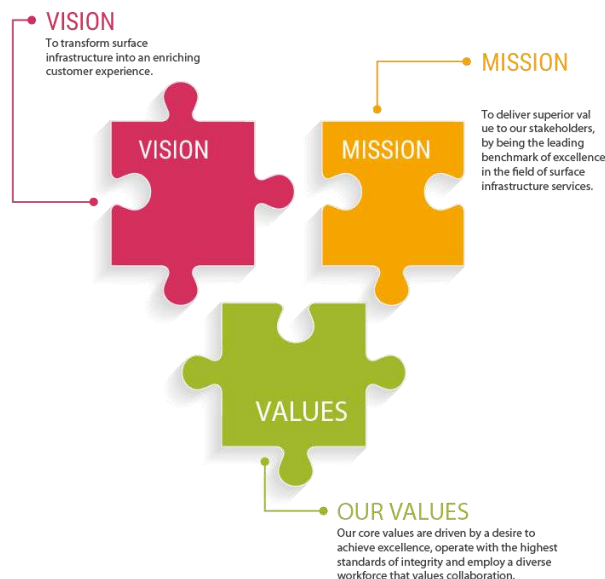 VISION
To transform surface
infrastructure into an enriching
customer experience.
MISSION
To deliver superior val
ue to our stakeholders,
by being the leading
benchmark of excellence
in the field of surface
infrastructure services.
VISION
MISSION
VALUES
OUR VALUES
Our core values are driven by a desire to
achieve excellence, operate with the highest
standards of integrity and employ a diverse
workforce that values collaboration.